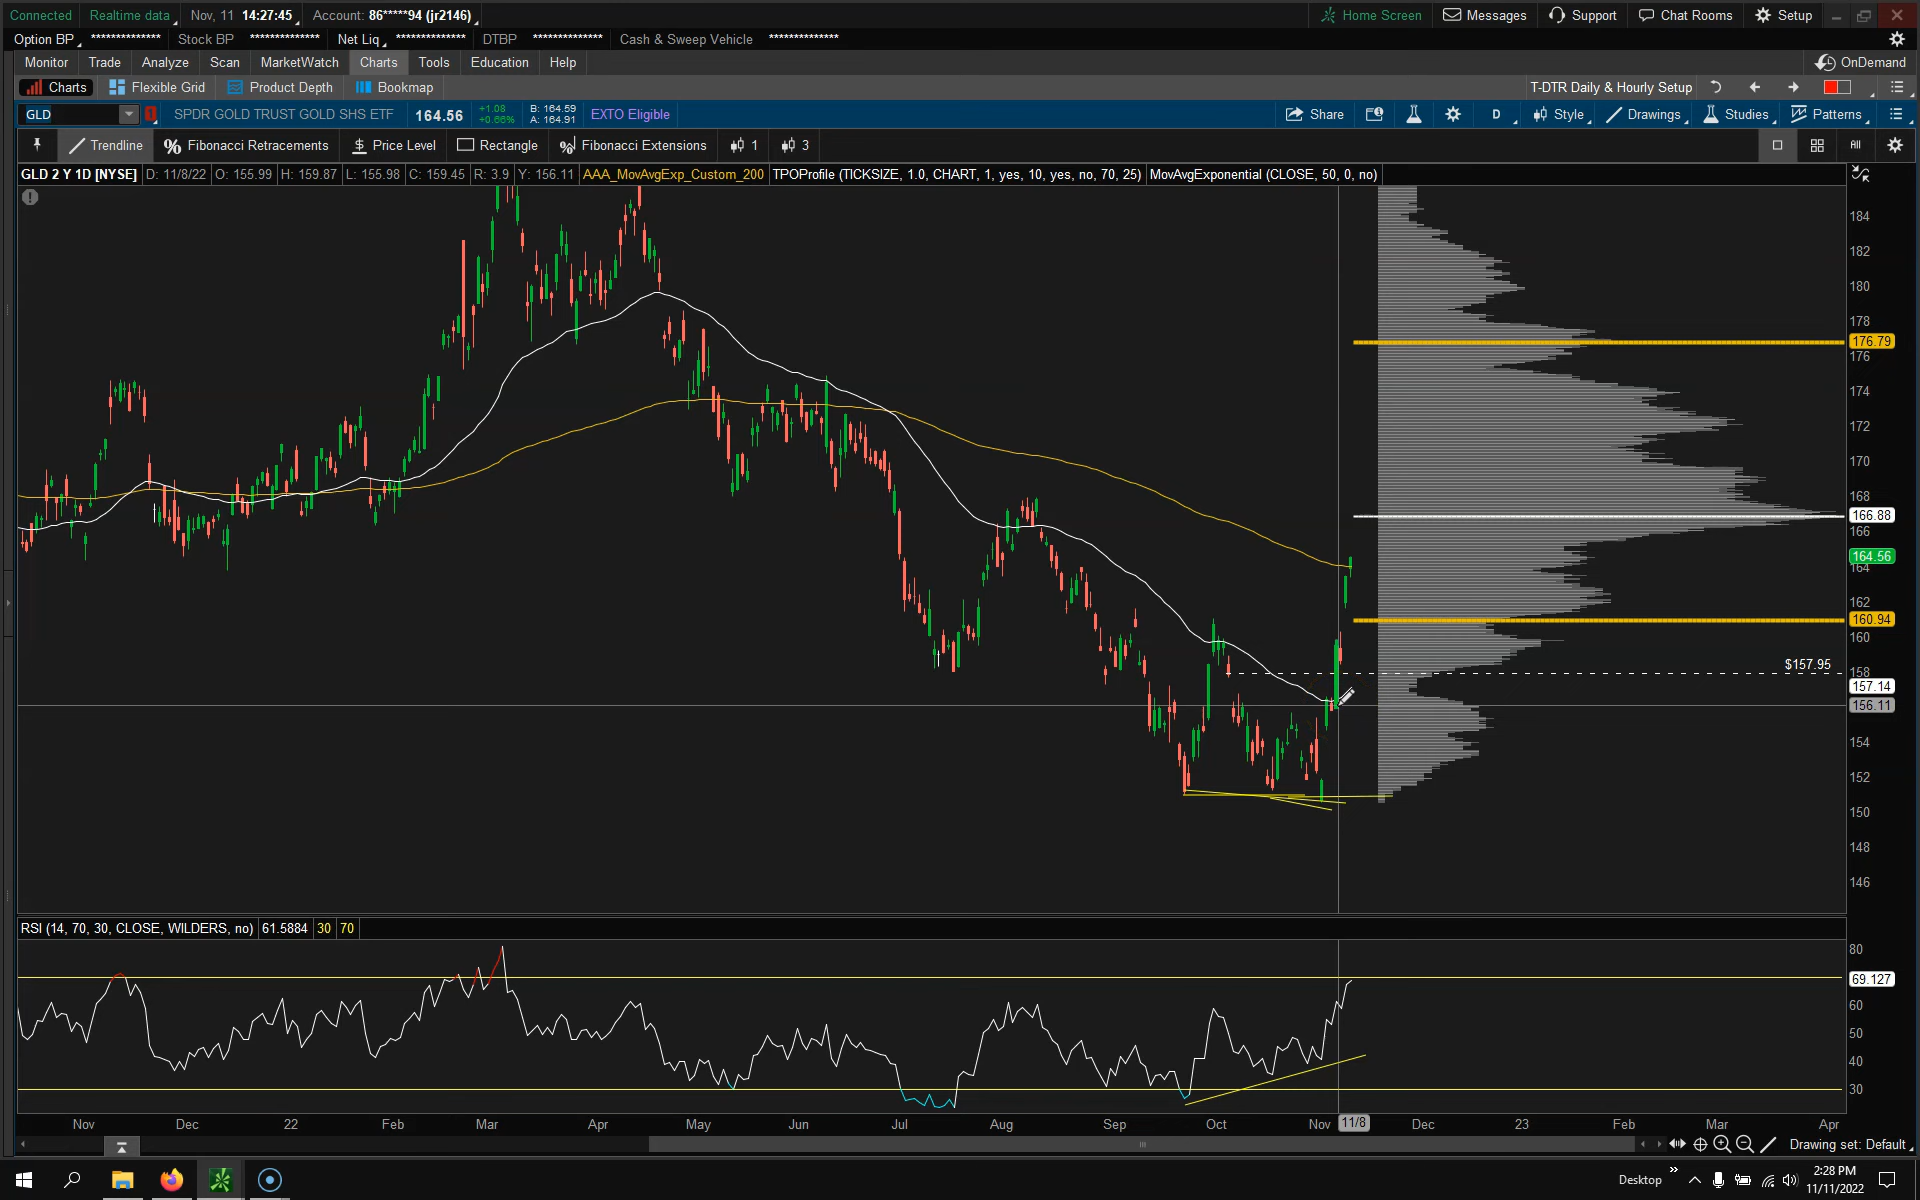 Connected Realtime data Nov, 11 14:27:45 Account: 86*****94 (jr2146) Home Screen Messages Support Chat Rooms Setup
Option BP ************** Stock BP ************** Net Liq ************** DTBP ************** Cash & Sweep Vehicle **************
Monitor Trade Analyze Scan MarketWatch Charts Tools Education Help OnDemand
Charts Flexible Grid Product Depth Bookmap T-DTR Daily & Hourly Setup
GLD SPDR GOLD TRUST GOLD SHS ETF 164.56 +1.08 +0.66% B: 164.59 A: 164.91 EXTO Eligible Share D Style Drawings Studies Patterns
Trendline Fibonacci Retracements Price Level Rectangle Fibonacci Extensions 1 3 All
GLD 2 Y 1D [NYSE] D: 11/8/22 O: 155.99 H: 159.87 L: 155.98 C: 159.45 R: 3.9 Y: 156.11 AAA_MovAvgExp_Custom_200 TPOProfile (TICKSIZE, 1.0, CHART, 1, yes, 10, yes, no, 70, 25) MovAvgExponential (CLOSE, 50, 0, no)
184
182
180
178
176.79
176
174
172
170
168
166.88
166
164.56
164
162
160.94
160
$157.95
158
157.14
156.11
154
152
150
148
146
RSI (14, 70, 30, CLOSE, WILDERS, no) 61.5884 30 70
80
69.127
60
50
40
30
Nov Dec 22 Feb Mar Apr May Jun Jul Aug Sep Oct Nov 11/8 Dec 23 Feb Mar Apr
Drawing set: Default
Desktop
2:28 PM
11/11/2022